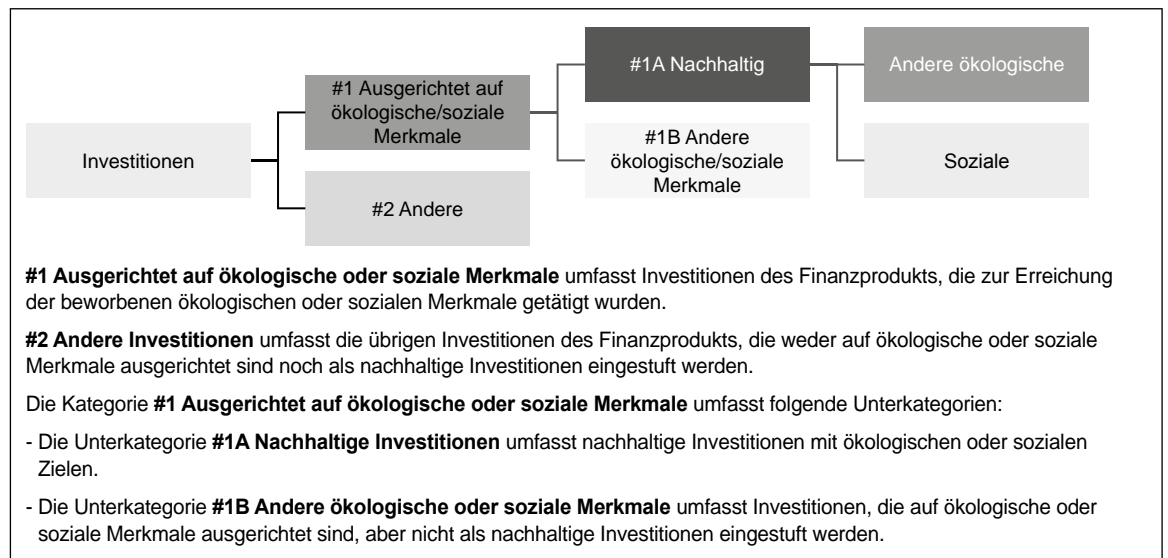 Investitionen
#1 Ausgerichtet auf
ökologische/soziale
Merkmale
#2 Andere
#1A Nachhaltig
#1B Andere
ökologische/soziale
Merkmale
Andere ökologische
Soziale
#1 Ausgerichtet auf ökologische oder soziale Merkmale umfasst Investitionen des Finanzprodukts, die zur Erreichung
der beworbenen ökologischen oder sozialen Merkmale getätigt wurden.
#2 Andere Investitionen umfasst die übrigen Investitionen des Finanzprodukts, die weder auf ökologische oder soziale
Merkmale ausgerichtet sind noch als nachhaltige Investitionen eingestuft werden.
Die Kategorie #1 Ausgerichtet auf ökologische oder soziale Merkmale umfasst folgende Unterkategorien:
- Die Unterkategorie #1A Nachhaltige Investitionen umfasst nachhaltige Investitionen mit ökologischen oder sozialen
Zielen.
- Die Unterkategorie #1B Andere ökologische oder soziale Merkmale umfasst Investitionen, die auf ökologische oder
soziale Merkmale ausgerichtet sind, aber nicht als nachhaltige Investitionen eingestuft werden.